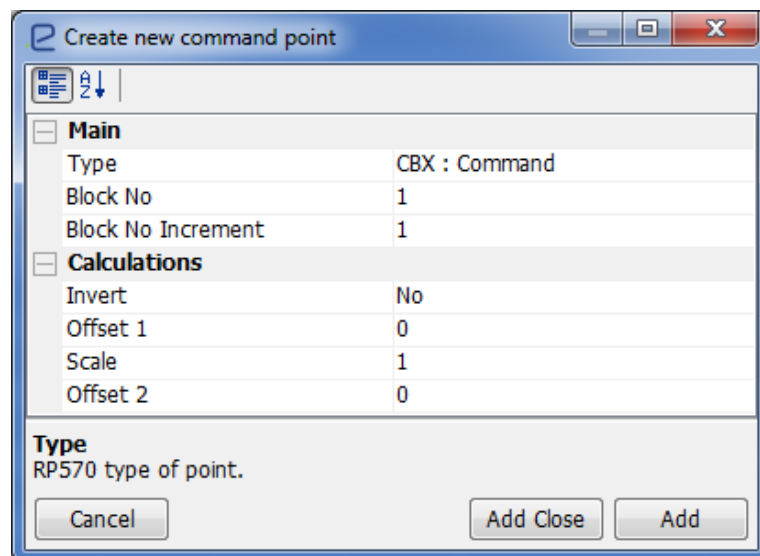 Create new command point
Main
Type CBX : Command
Block No 1
Block No Increment 1
Calculations
Invert No
Offset 1 0
Scale 1
Offset 2 0
Type
RP570 type of point.
Cancel Add Close Add